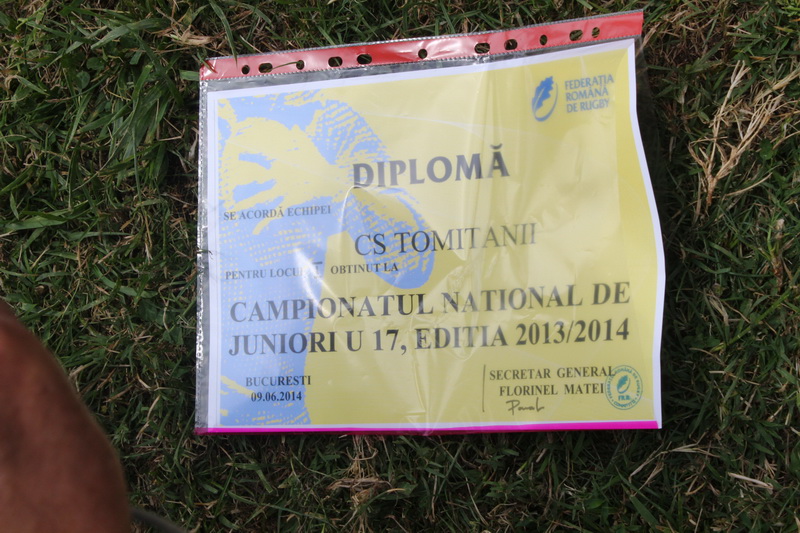 FEDERAȚIA
ROMÂNĂ
DE RUGBY
DIPLOMĂ
SE ACORDĂ ECHIPEI
CS TOMITANII
PENTRU LOCUL I OBTINUT LA
CAMPIONATUL NATIONAL DE
JUNIORI U 17, EDITIA 2013/2014
BUCURESTI
09.06.2014
SECRETAR GENERAL
FLORINEL MATEI